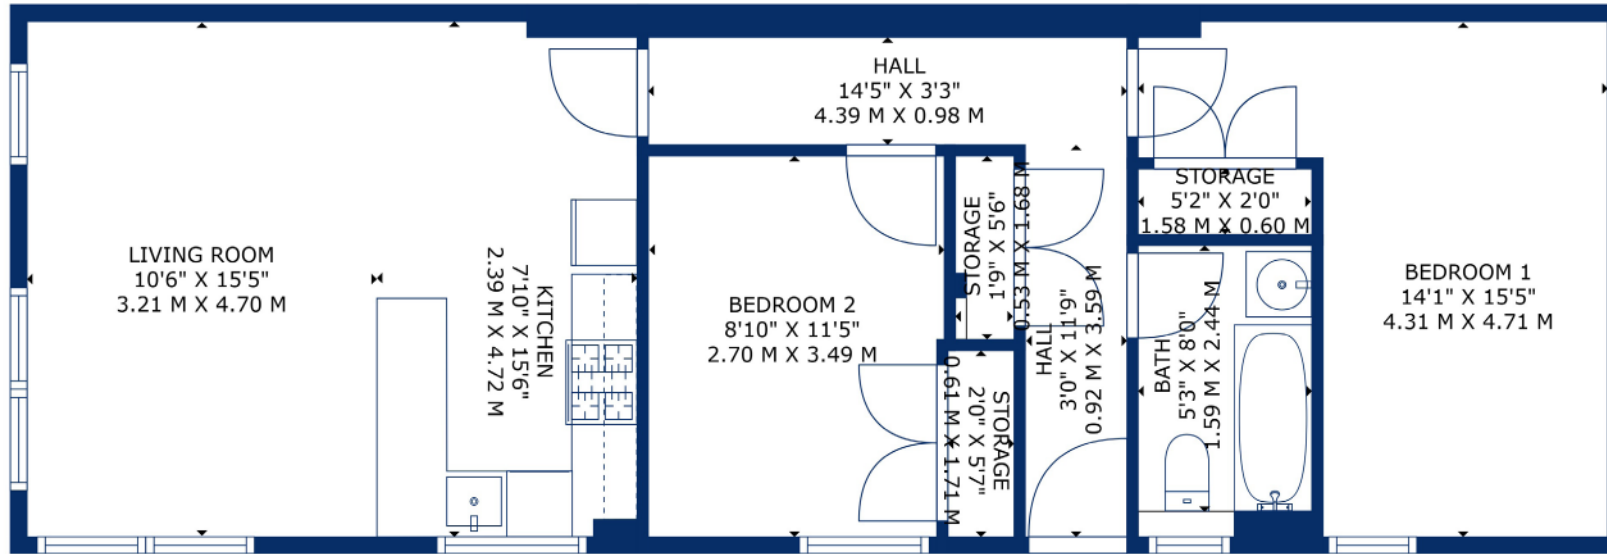 LIVING ROOM
10'6" X 15'5"
3.21 M X 4.70 M
KITCHEN
7'10" X 15'6"
2.39 M X 4.72 M
HALL
14'5" X 3'3"
4.39 M X 0.98 M
BEDROOM 2
8'10" X 11'5"
2.70 M X 3.49 M
STORAGE
1'9" X 5'6"
0.53 M X 1.68 M
STORAGE
2'0" X 5'7"
0.61 M X 1.71 M
HALL
3'0" X 11'9"
0.92 M X 3.59 M
STORAGE
5'2" X 2'0"
1.58 M X 0.60 M
BATH
5'3" X 8'0"
1.59 M X 2.44 M
BEDROOM 1
14'1" X 15'5"
4.31 M X 4.71 M